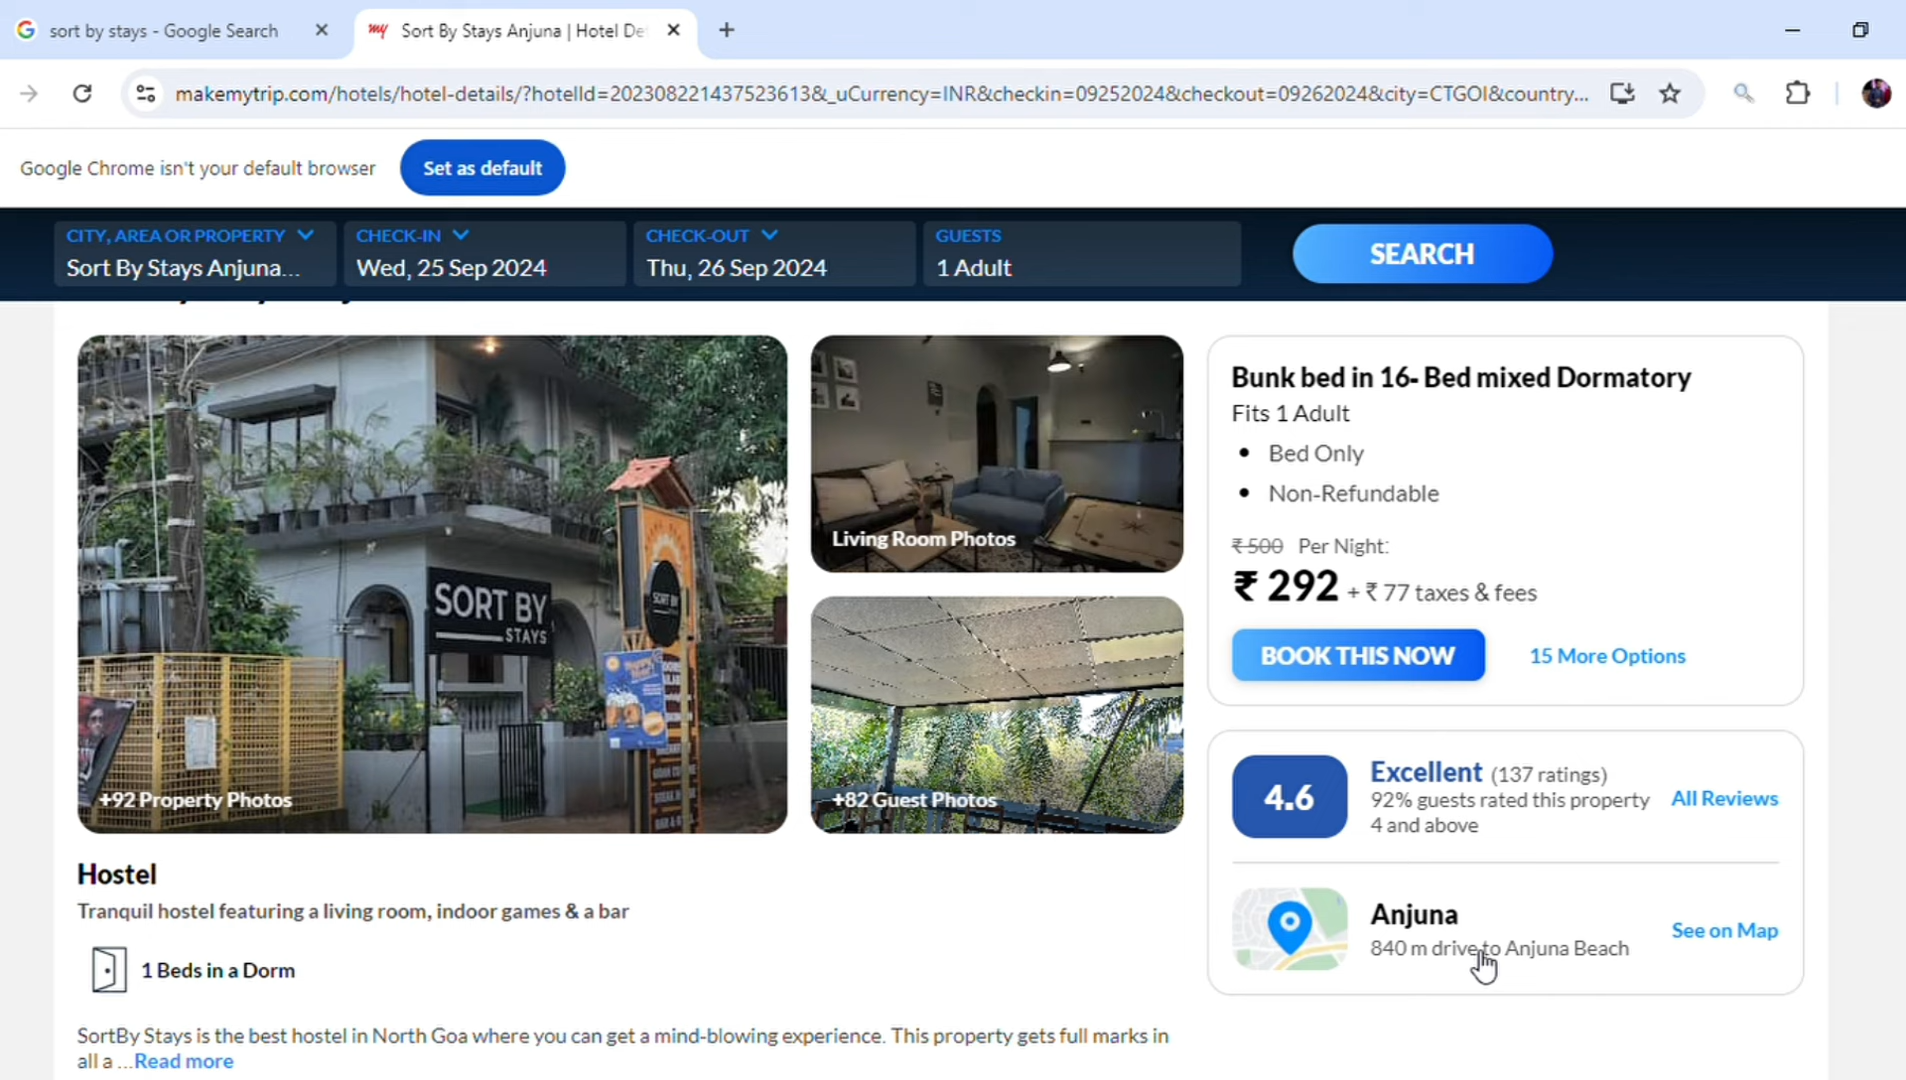 sort by stays - Google Search
my Sort By Stays Anjuna | Hotel De
makemytrip.com/hotels/hotel-details/?hotelId=202308221437523613&_uCurrency=INR&checkin=09252024&checkout=09262024&city=CTGOI&country...
Google Chrome isn't your default browser
Set as default
CITY, AREA OR PROPERTY
Sort By Stays Anjuna...
CHECK-IN
Wed, 25 Sep 2024
CHECK-OUT
Thu, 26 Sep 2024
GUESTS
1 Adult
SEARCH
SORT BY
STAYS
SORT BY
+92 Property Photos
Living Room Photos
+82 Guest Photos
Bunk bed in 16- Bed mixed Dormatory
Fits 1 Adult
Bed Only
Non-Refundable
₹ 500 Per Night:
₹ 292 + ₹ 77 taxes & fees
BOOK THIS NOW
15 More Options
4.6
Excellent (137 ratings)
92% guests rated this property
4 and above
All Reviews
Anjuna
840 m drive to Anjuna Beach
See on Map
Hostel
Tranquil hostel featuring a living room, indoor games & a bar
1 Beds in a Dorm
SortBy Stays is the best hostel in North Goa where you can get a mind-blowing experience. This property gets full marks in
all a ...Read more